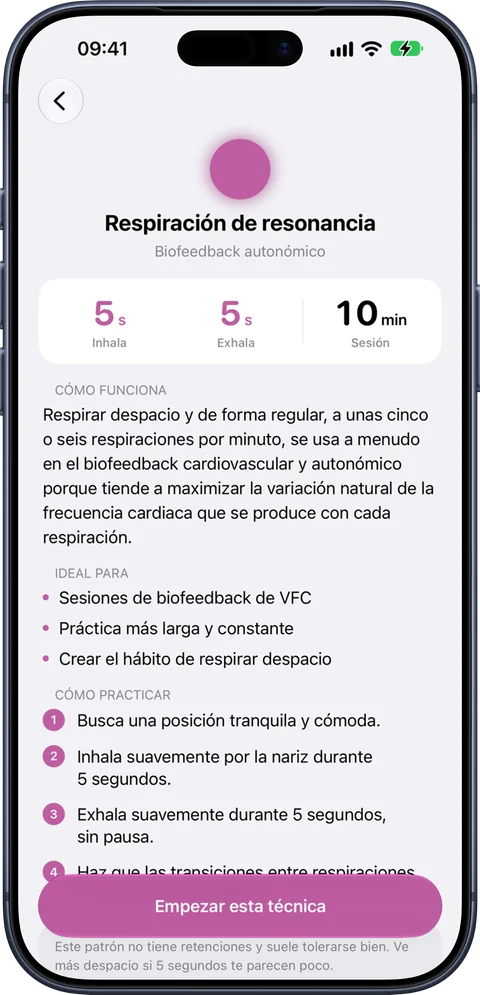 09:41
Respiración de resonancia
Biofeedback autonómico
5 s
5 s
10 min
Inhala
Exhala
Sesión
CÓMO FUNCIONA
Respirar despacio y de forma regular, a unas cinco
o seis respiraciones por minuto, se usa a menudo
en el biofeedback cardiovascular y autonómico
porque tiende a maximizar la variación natural de la
frecuencia cardiaca que se produce con cada
respiración.
IDEAL PARA
• Sesiones de biofeedback de VFC
• Práctica más larga y constante
• Crear el hábito de respirar despacio
CÓMO PRACTICAR
1 Busca una posición tranquila y cómoda.
2 Inhala suavemente por la nariz durante
5 segundos.
3 Exhala suavemente durante 5 segundos,
sin pausa.
4 Haz que las transiciones entre respiraciones
Empezar esta técnica
Este patrón no tiene retenciones y suele tolerarse bien. Ve
más despacio si 5 segundos te parecen poco.